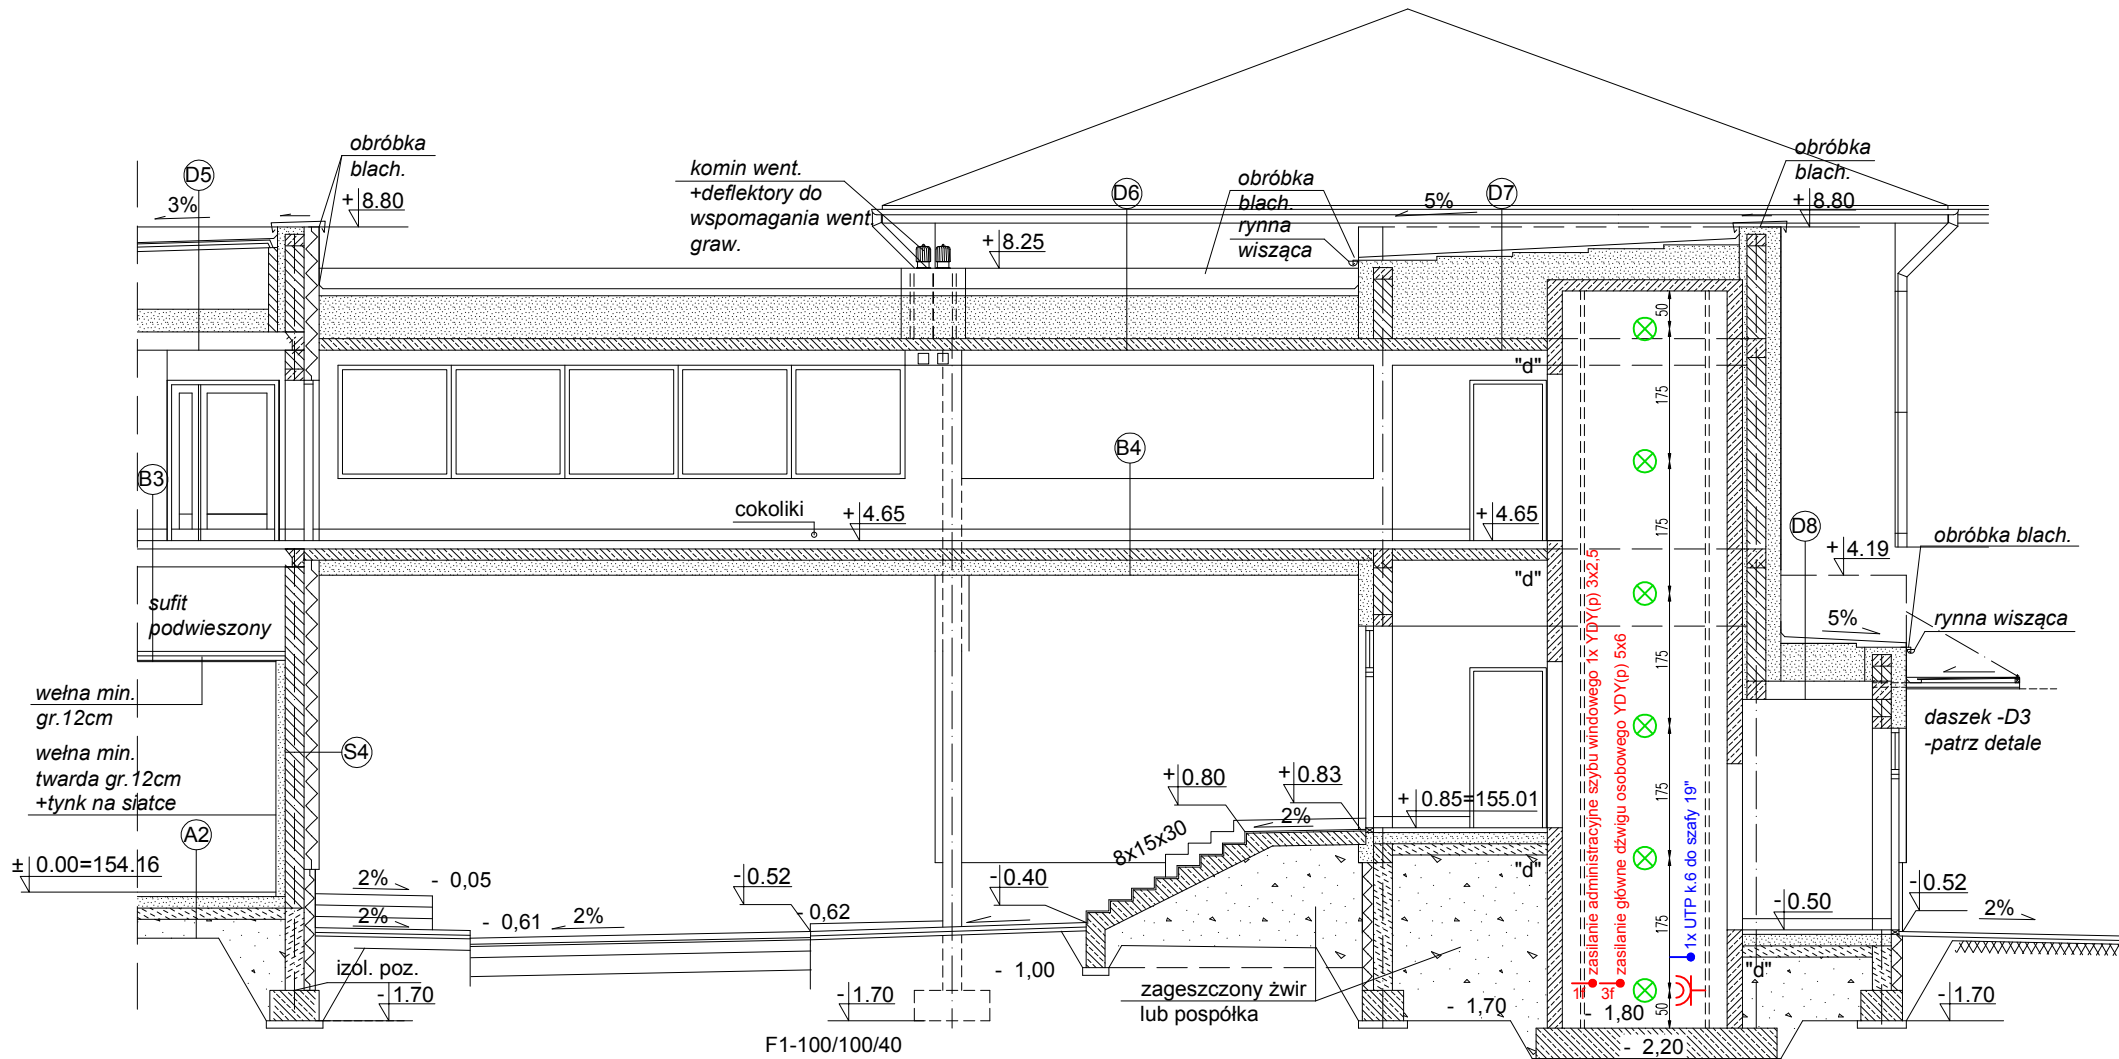 D5
3%
obróbka
blach.
+ 8.80
komin went.
+deflektory do
wspomagania went.
graw.
D6
obróbka
blach.
rynna
wisząca
+ 8.25
5%
D7
obróbka
blach.
+ 8.80
50
"d"
175
B3
B4
cokoliki
+ 4.65
+ 4.65
175
D8
+ 4.19
obróbka blach.
"d"
sufit
podwieszony
5%
rynna wisząca
175
wełna min.
gr.12cm
wełna min.
twarda gr.12cm
+tynk na siatce
S4
daszek -D3
-patrz detale
zasilanie administracyjne szybu windowego 1x YDY(p) 3x2,5
zasilanie główne dźwigu osobowego YDY(p) 5x6
1x UTP k.6 do szafy 19"
175
+ 0.80
+ 0.83
+ 0.85=155.01
2%
8x15x30
A2
± 0.00=154.16
"d"
2%
- 0,05
- 0.52
- 0.40
175
- 0.50
- 0.52
2%
2%
- 0,61
2%
- 0,62
izol. poz.
- 1,00
"d"
- 1.70
- 1.70
zageszczony żwir
lub pospółka
- 1,70
1f
3f
- 1,80
50
- 1.70
F1-100/100/40
- 2,20